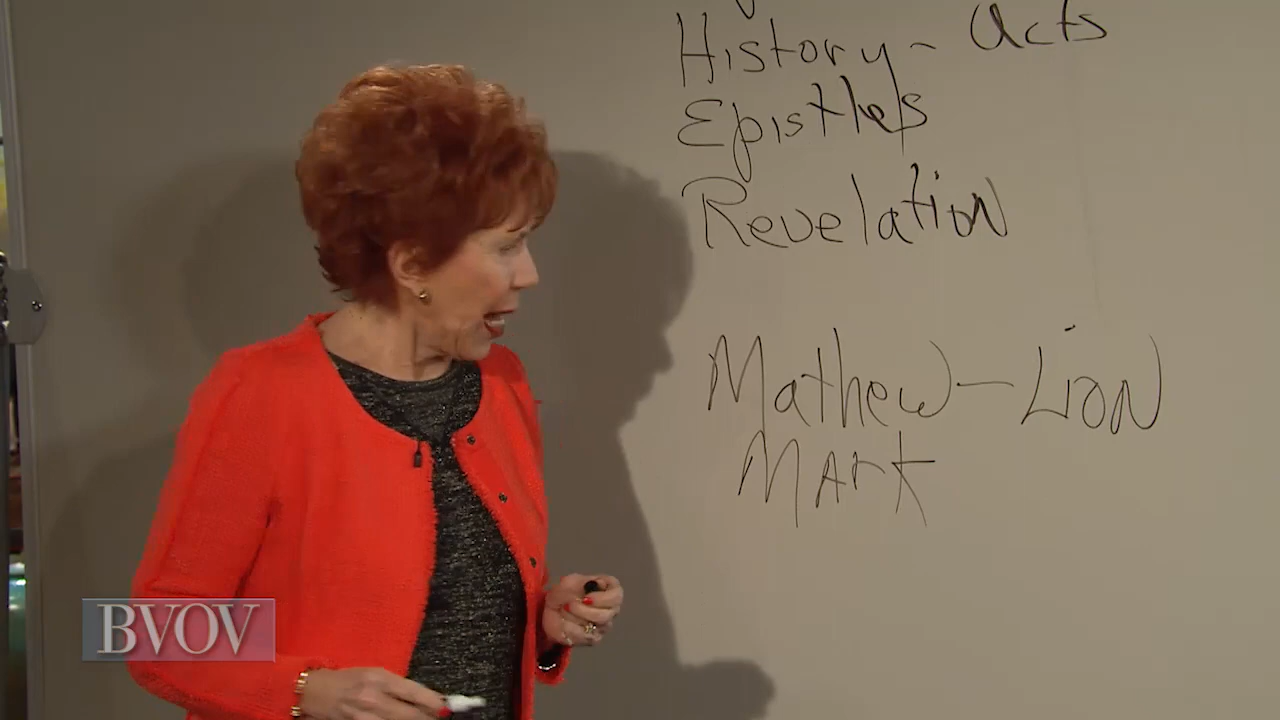 History - Acts
Epistles
Revelation
Mathew - Lion
Mark
BVOV